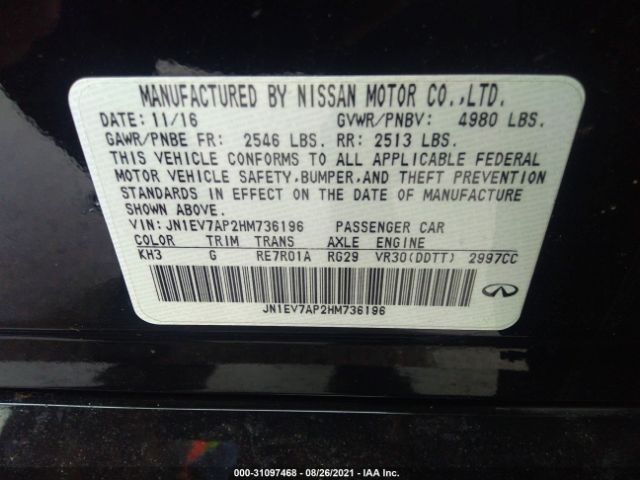 MANUFACTURED BY NISSAN MOTOR CO.,LTD.
DATE: 11/16 GVWR/PNBV: 4980 LBS.
GAWR/PNBE FR: 2546 LBS. RR: 2513 LBS.
THIS VEHICLE CONFORMS TO ALL APPLICABLE FEDERAL
MOTOR VEHICLE SAFETY,BUMPER,AND THEFT PREVENTION
STANDARDS IN EFFECT ON THE DATE OF MANUFACTURE
SHOWN ABOVE.
VIN: JN1EV7AP2HM736196 PASSENGER CAR
COLOR TRIM TRANS AXLE ENGINE
KH3 G RE7R01A RG29 VR30(DDTT) 2997CC
JN1EV7AP2HM736196
000-31097468 - 08/26/2021 - IAA Inc.